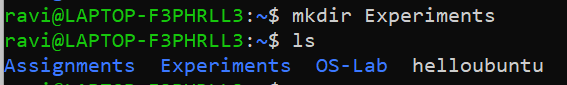 ravi@LAPTOP-F3PHRLL3:~$ mkdir Experiments
ravi@LAPTOP-F3PHRLL3:~$ ls
Assignments  Experiments  OS-Lab  helloubuntu